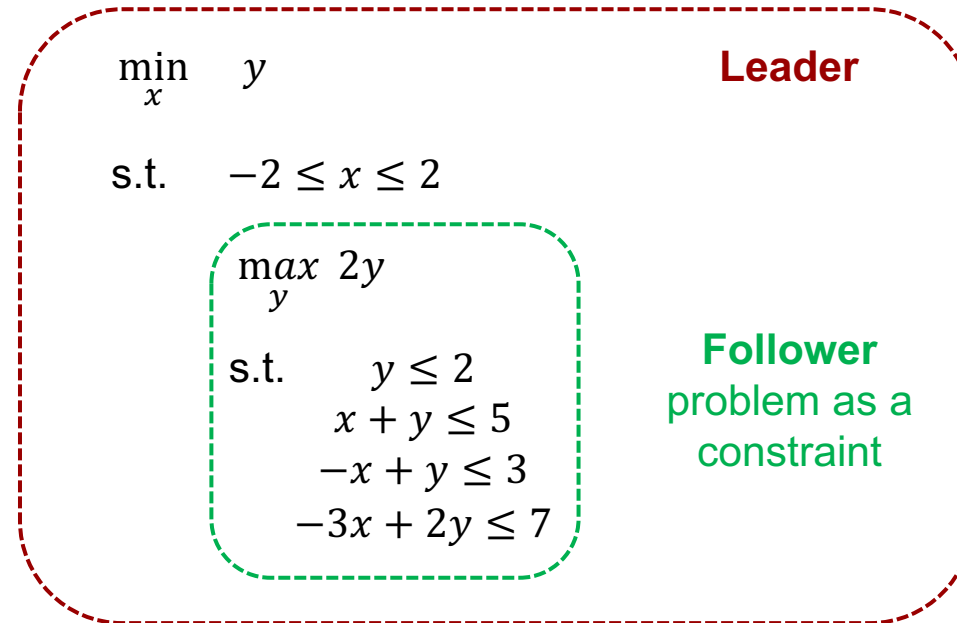 min y Leader
x
s.t. −2 ≤ x ≤ 2
max 2y
y
s.t. y ≤ 2
x + y ≤ 5
−x + y ≤ 3
−3x + 2y ≤ 7
Follower
problem as a
constraint